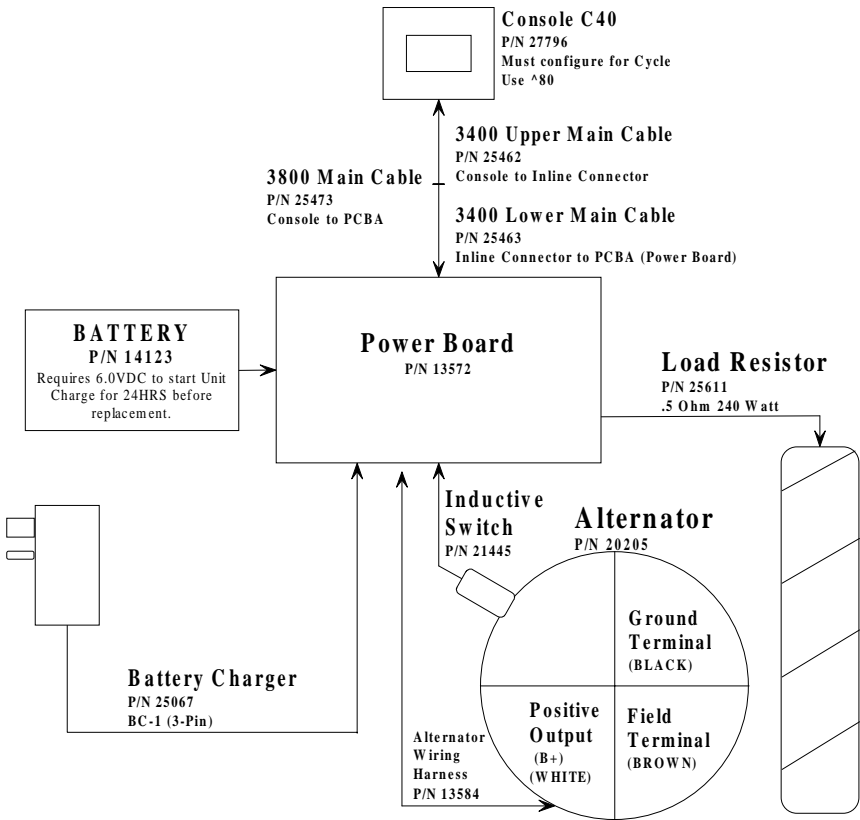 Console C40
P/N 27796
Must configure for Cycle
Use ^80
3400 Upper Main Cable
P/N 25462
Console to Inline Connector
3800 Main Cable
P/N 25473
Console to PCBA
3400 Lower Main Cable
P/N 25463
Inline Connector to PCBA (Power Board)
BATTERY
P/N 14123
Requires 6.0VDC to start Unit
Charge for 24HRS before
replacement.
Power Board
P/N 13572
Load Resistor
P/N 25611
.5 Ohm 240 Watt
Inductive
Switch
P/N 21445
Alternator
P/N 20205
Ground
Terminal
(BLACK)
Battery Charger
P/N 25067
BC-1 (3-Pin)
Alternator
Wiring
Harness
P/N 13584
Positive
Output
(B+)
(WHITE)
Field
Terminal
(BROWN)